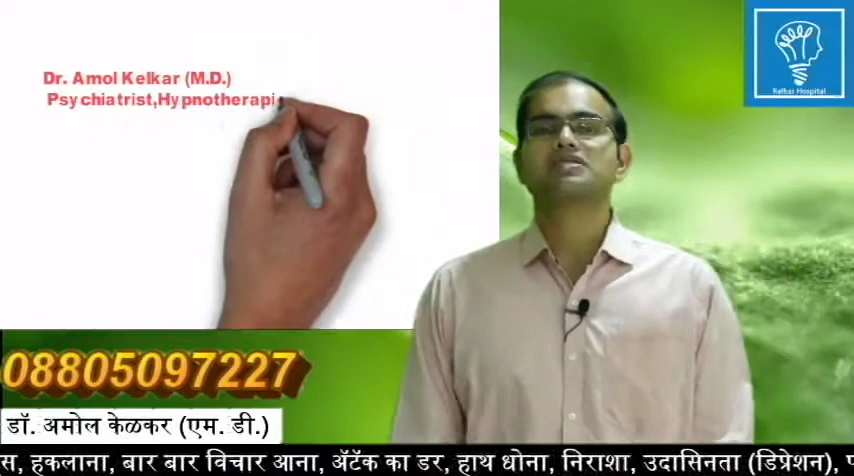 Dr. Amol Kelkar (M.D.)
Psychiatrist,Hypnotherapi
Kelkar Hospital
08805097227
डॉ. अमोल केळकर (एम. डी.)
स, हकलाना, बार बार विचार आना, अ‍ॅटॅक का डर, हाथ धोना, निराशा, उदासिनता (डिप्रेशन),